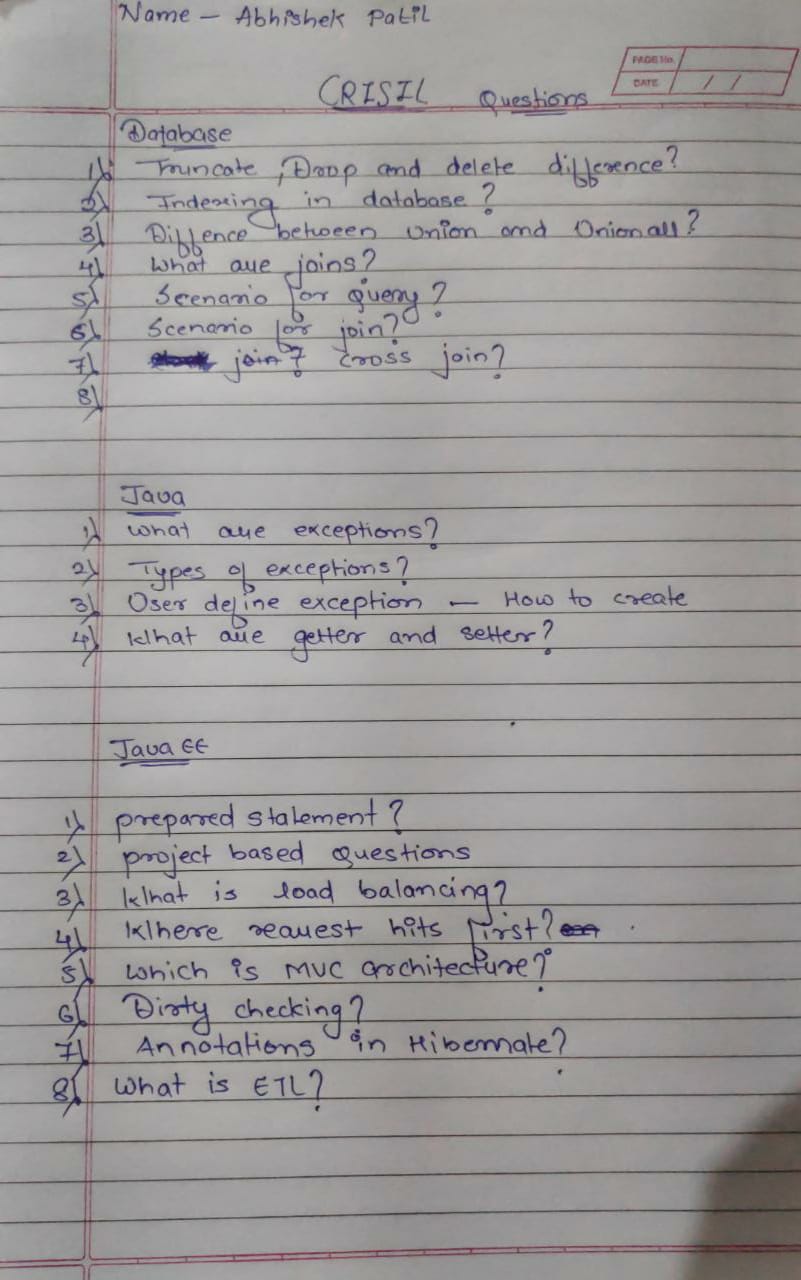 Name - Abhishek Patil
PAGE No.
DATE / /
CRISIL Questions
Database
1) Truncate, Drop and delete difference?
2) Indexing in database?
3) Diffence between Union and Unionall?
4) What are joins?
5) Scenario for query?
6) Scenario for join?
7) join? Cross join?
8)
Java
1) What are exceptions?
2) Types of exceptions?
3) User define exception - How to create
4) What are getter and setter?
Java EE
1) prepared statement?
2) project based questions
3) What is load balancing?
4) Where request hits first?
5) Which is MVC architecture?
6) Dirty checking?
7) Annotations in Hibernate?
8) What is ETL?